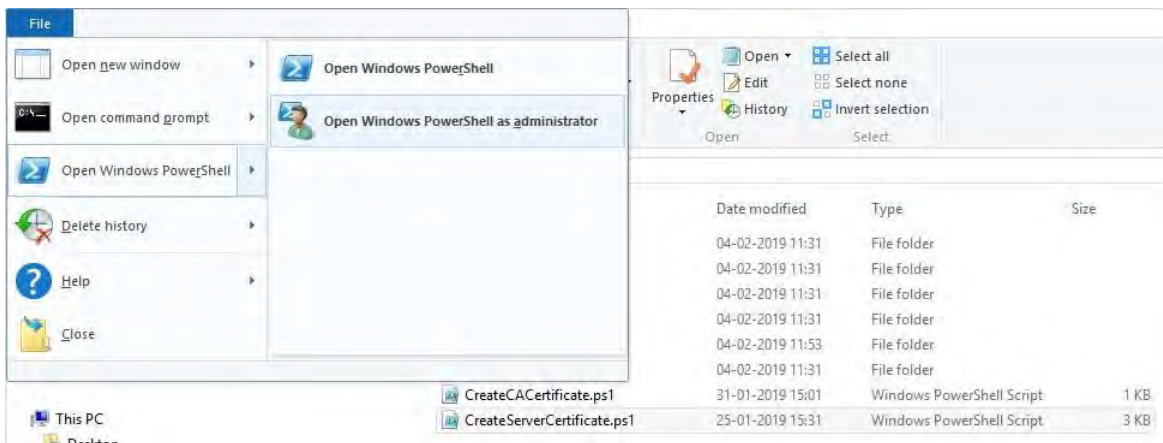 File
Open new window
Open command prompt
Open Windows PowerShell
Delete history
Help
Close
Open Windows PowerShell
Open Windows PowerShell as administrator
Properties
Open
Edit
History
Open
Select all
Select none
Invert selection
Select
Date modified Type Size
04-02-2019 11:31 File folder
04-02-2019 11:31 File folder
04-02-2019 11:31 File folder
04-02-2019 11:31 File folder
04-02-2019 11:53 File folder
04-02-2019 11:31 File folder
CreateCACertificate.ps1 31-01-2019 15:01 Windows PowerShell Script 1 KB
CreateServerCertificate.ps1 25-01-2019 15:31 Windows PowerShell Script 3 KB
This PC